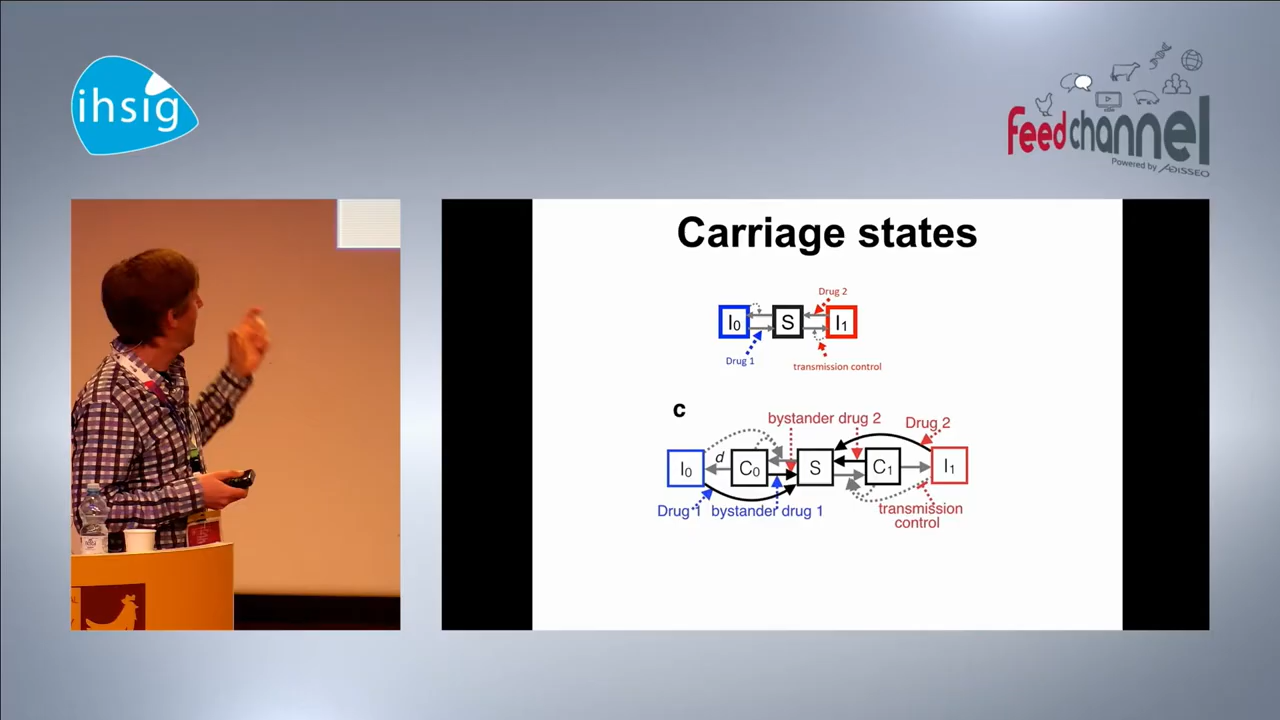 ihsig
feedchannel
Powered by ADISSEO
Carriage states
Drug 2
I0 S I1
Drug 1
transmission control
c
bystander drug 2
Drug 2
d
I0 C0 S C1 I1
Drug 1 bystander drug 1
transmission
control